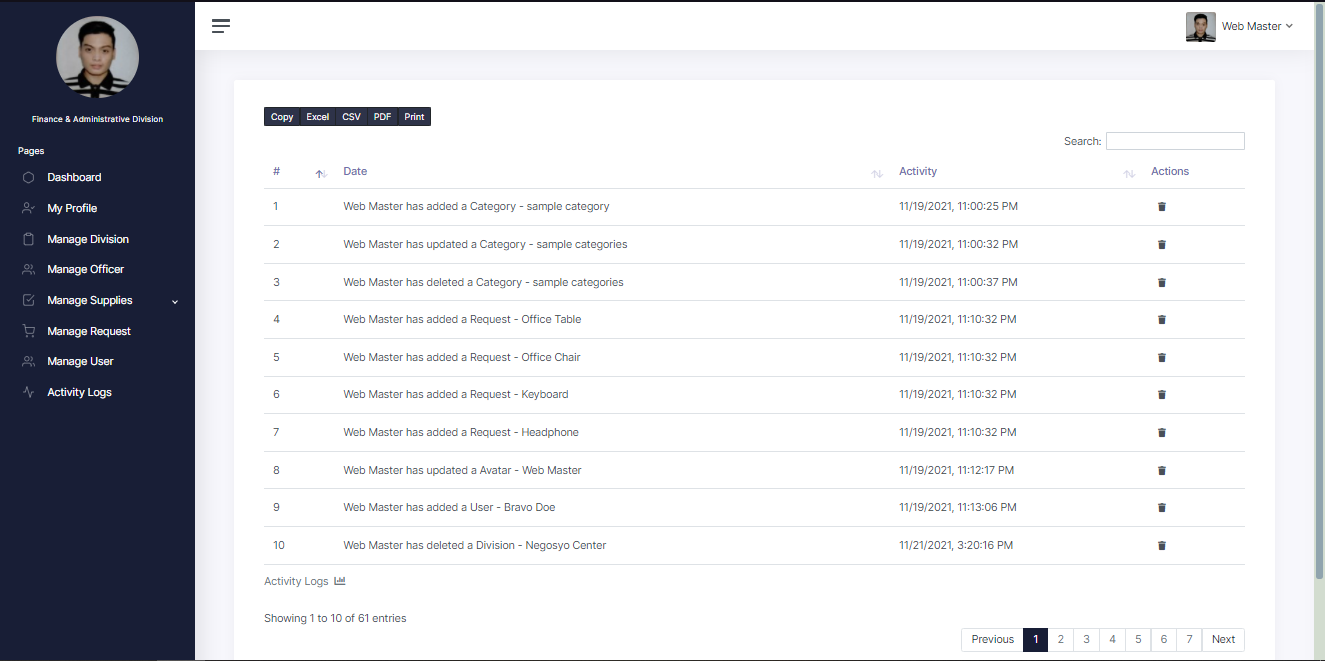 Web Master
Finance & Administrative Division
Pages
Dashboard
My Profile
Manage Division
Manage Officer
Manage Supplies
Manage Request
Manage User
Activity Logs
Copy Excel CSV PDF Print
Search:
# Date Activity Actions
1 Web Master has added a Category - sample category 11/19/2021, 11:00:25 PM
2 Web Master has updated a Category - sample categories 11/19/2021, 11:00:32 PM
3 Web Master has deleted a Category - sample categories 11/19/2021, 11:00:37 PM
4 Web Master has added a Request - Office Table 11/19/2021, 11:10:32 PM
5 Web Master has added a Request - Office Chair 11/19/2021, 11:10:32 PM
6 Web Master has added a Request - Keyboard 11/19/2021, 11:10:32 PM
7 Web Master has added a Request - Headphone 11/19/2021, 11:10:32 PM
8 Web Master has updated a Avatar - Web Master 11/19/2021, 11:12:17 PM
9 Web Master has added a User - Bravo Doe 11/19/2021, 11:13:06 PM
10 Web Master has deleted a Division - Negosyo Center 11/21/2021, 3:20:16 PM
Activity Logs
Showing 1 to 10 of 61 entries
Previous 1 2 3 4 5 6 7 Next